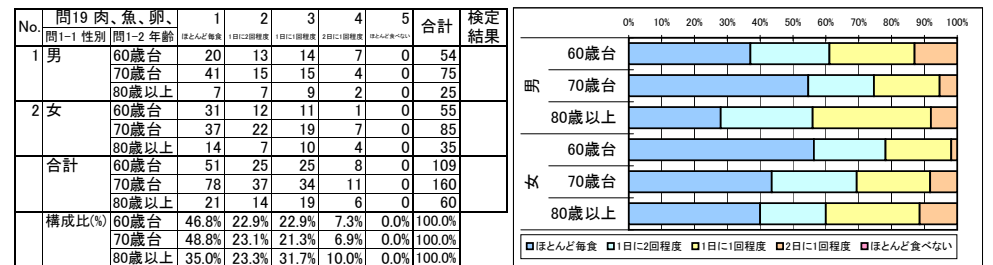 No. 問19 肉、魚、卵、 1 2 3 4 5 合計 検定結果
問1-1 性別 問1-2 年齢 ほとんど毎食 1日に2回程度 1日に1回程度 2日に1回程度 ほとんど食べない
1 男 60歳台 20 13 14 7 0 54
70歳台 41 15 15 4 0 75
80歳以上 7 7 9 2 0 25
2 女 60歳台 31 12 11 1 0 55
70歳台 37 22 19 7 0 85
80歳以上 14 7 10 4 0 35
合計 60歳台 51 25 25 8 0 109
70歳台 78 37 34 11 0 160
80歳以上 21 14 19 6 0 60
構成比(%) 60歳台 46.8% 22.9% 22.9% 7.3% 0.0% 100.0%
70歳台 48.8% 23.1% 21.3% 6.9% 0.0% 100.0%
80歳以上 35.0% 23.3% 31.7% 10.0% 0.0% 100.0%
0% 10% 20% 30% 40% 50% 60% 70% 80% 90% 100%
男
60歳台
70歳台
80歳以上
女
60歳台
70歳台
80歳以上
ほとんど毎食 1日に2回程度 1日に1回程度 2日に1回程度 ほとんど食べない